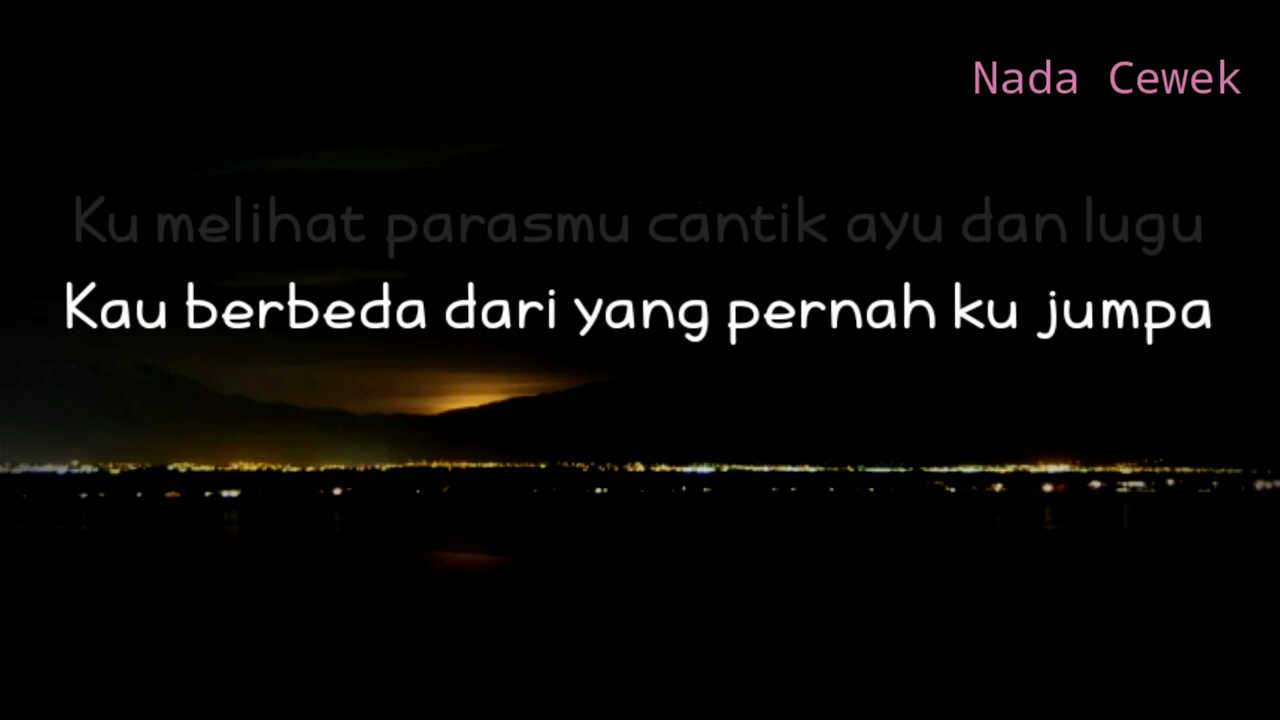 Nada Cewek
Ku melihat parasmu cantik ayu dan lugu
Kau berbeda dari yang pernah ku jumpa